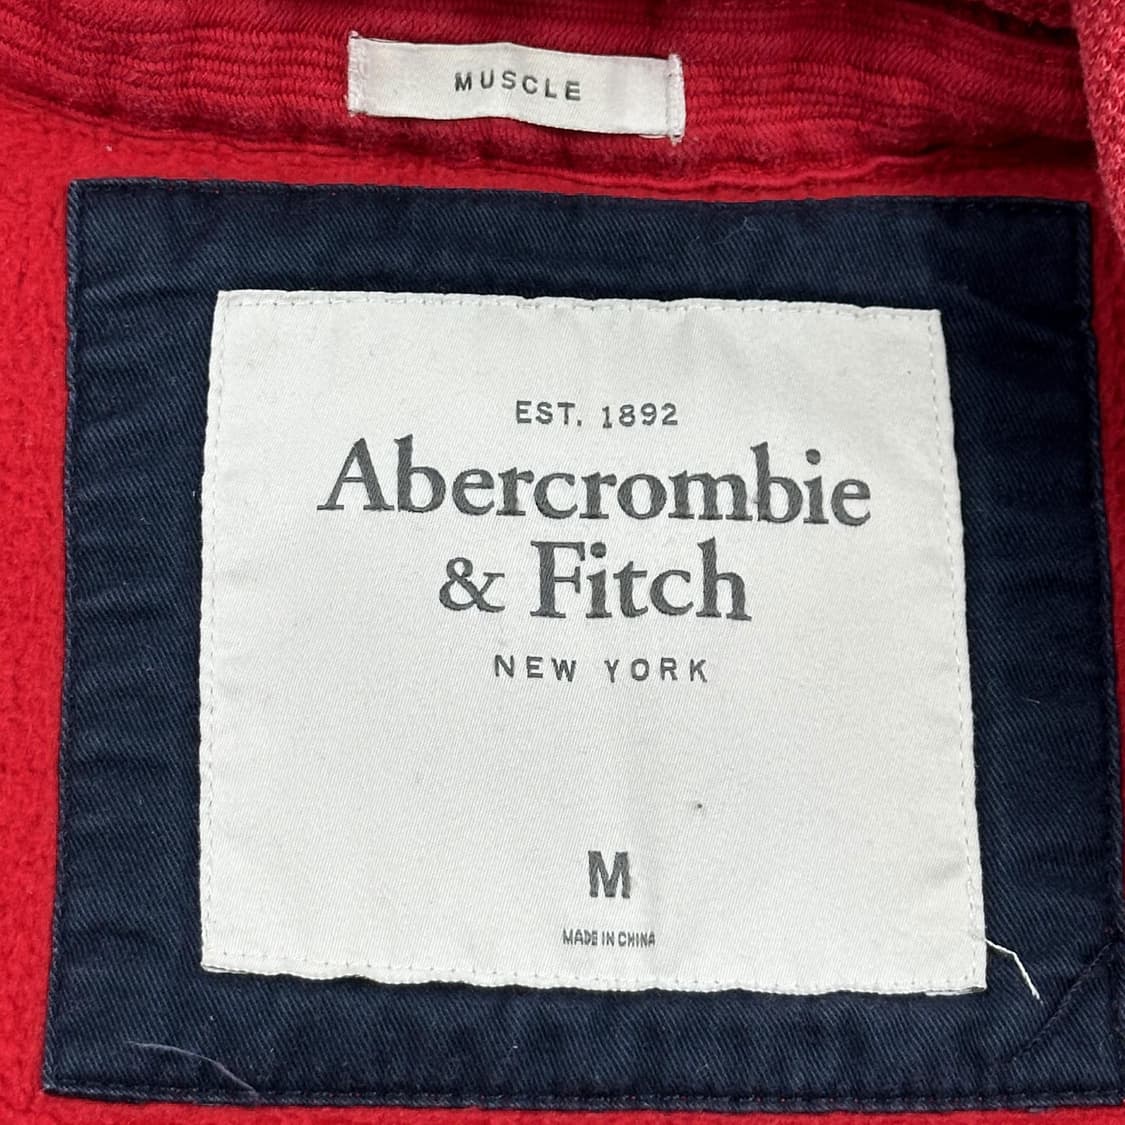 MUSCLE
EST. 1892
Abercrombie
& Fitch
NEW YORK
M
MADE IN CHINA